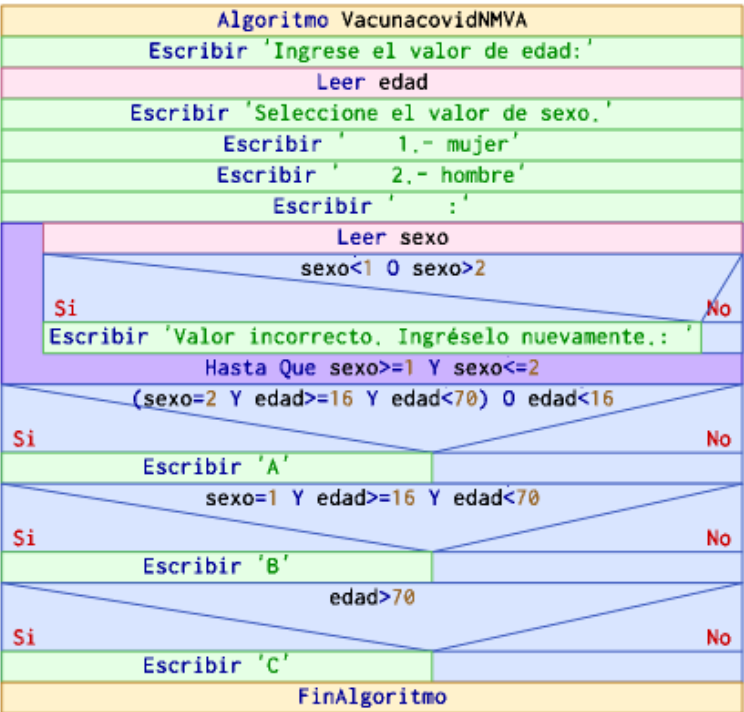 Algoritmo VacunacovidNMVA
Escribir 'Ingrese el valor de edad:'
Leer edad
Escribir 'Seleccione el valor de sexo.'
Escribir '    1.- mujer'
Escribir '    2.- hombre'
Escribir '    :'
Leer sexo
sexo<1 O sexo>2
Si No
Escribir 'Valor incorrecto. Ingréselo nuevamente.: '
Hasta Que sexo>=1 Y sexo<=2
(sexo=2 Y edad>=16 Y edad<70) O edad<16
Si No
Escribir 'A'
sexo=1 Y edad>=16 Y edad<70
Si No
Escribir 'B'
edad>70
Si No
Escribir 'C'
FinAlgoritmo